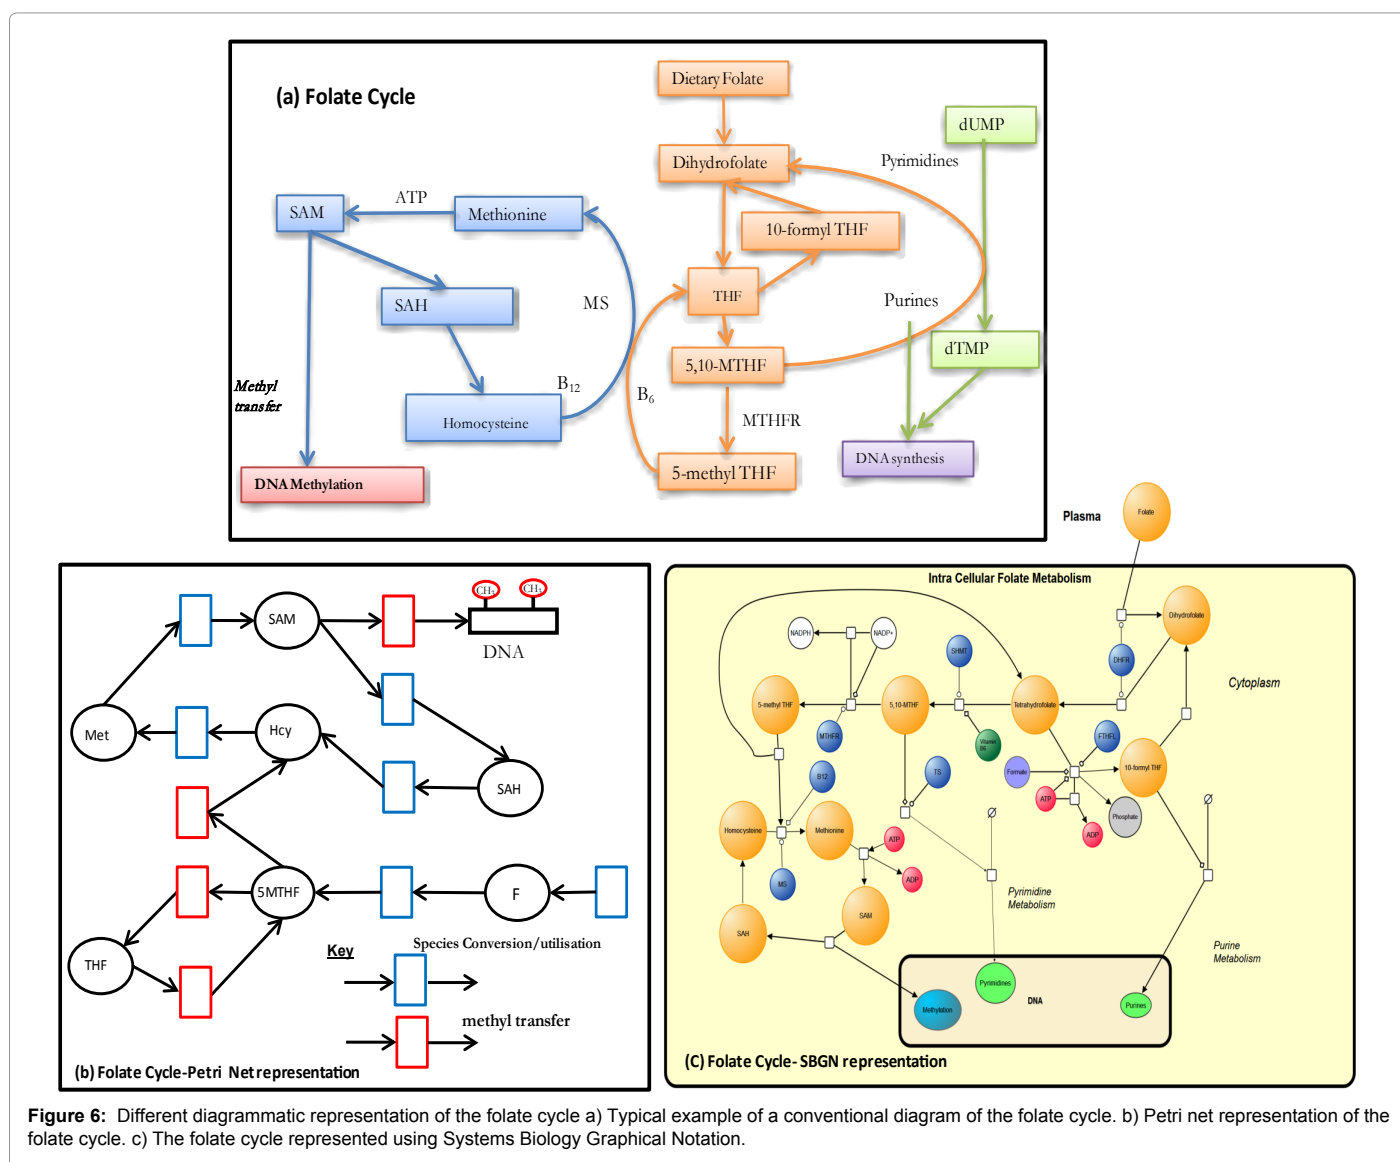 (a) Folate Cycle
Dietary Folate
dUMP
Dihydrofolate
Pyrimidines
ATP
SAM
Methionine
10-formyl THF
SAH
MS
THF
Purines
dTMP
5,10-MTHF
Methyl
transfer
B12
B6
Homocysteine
MTHFR
DNA synthesis
5-methyl THF
DNA Methylation
Plasma
Folate
CH3
CH3
SAM
DNA
Met
Hcy
SAH
5MTHF
F
THF
Key
Species Conversion/utilisation
methyl transfer
(b) Folate Cycle-Petri Net representation
Intra Cellular Folate Metabolism
Dihydrofolate
NADPH
NADP+
SHMT
DHFR
Cytoplasm
5-methyl THF
5,10-MTHF
Tetrahydrofolate
MTHFR
Vitamin
B6
FTHFL
B12
TS
Formate
10-formyl THF
ATP
Phosphate
Homocysteine
Methionine
ATP
ADP
MS
ADP
Pyrimidine
Metabolism
SAM
SAH
Purine
Metabolism
Pyrimidines
DNA
Methylation
Purines
(C) Folate Cycle- SBGN representation
Figure 6: Different diagrammatic representation of the folate cycle a) Typical example of a conventional diagram of the folate cycle. b) Petri net representation of the
folate cycle. c) The folate cycle represented using Systems Biology Graphical Notation.